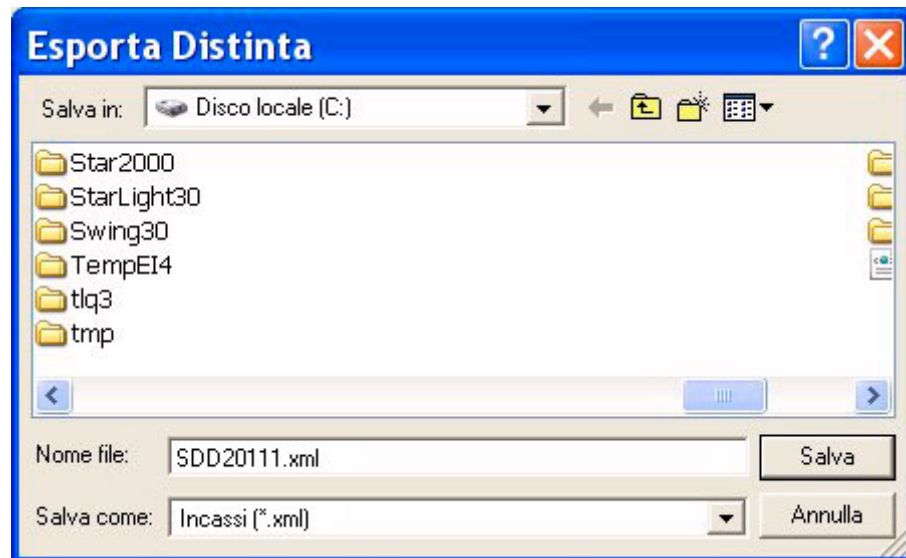 Esporta Distinta
Salva in: Disco locale (C:)
Star2000
StarLight30
Swing30
TempEI4
tlq3
tmp
Nome file: SDD20111.xml Salva
Salva come: Incassi (*.xml) Annulla